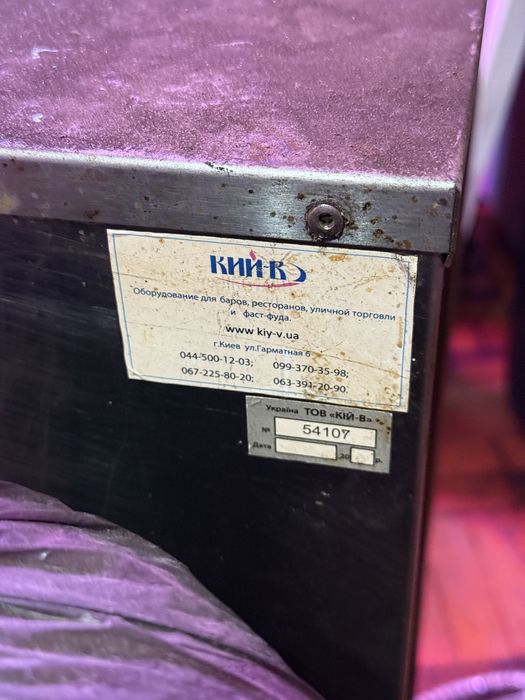 КИЙ-В
Оборудование для баров, ресторанов, уличной торговли
и фаст-фуда.
www kiy-v.ua
г.Киев ул.Гарматная 6
044-500-12-03; 099-370-35-98;
067-225-80-20; 063-391-20-90.
Україна ТОВ «КІЙ-В»
№ 54107
Дата 20 р.